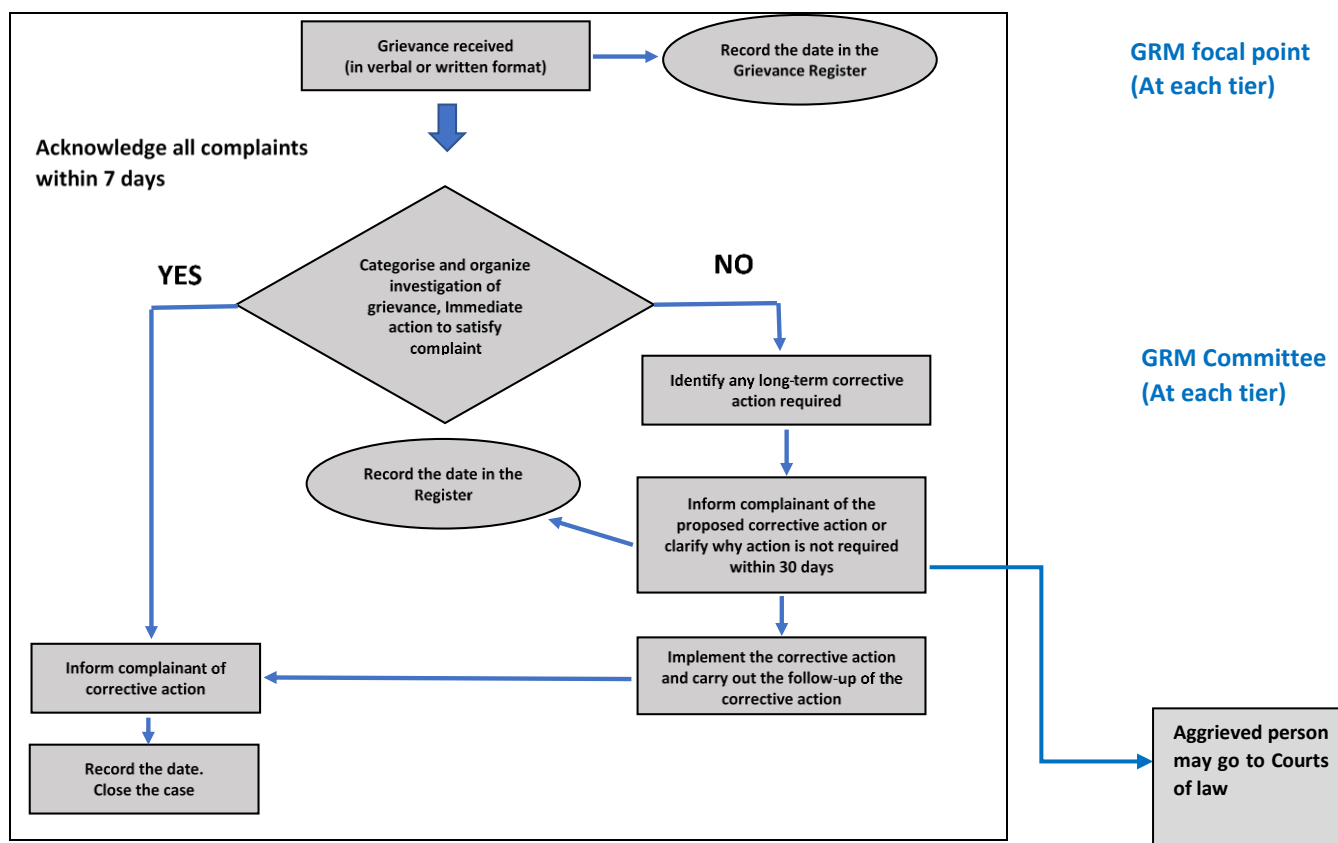 Grievance received
(in verbal or written format)
Record the date in the
Grievance Register
GRM focal point
(At each tier)
Acknowledge all complaints
within 7 days
YES
NO
Categorise and organize
investigation of
grievance, Immediate
action to satisfy
complaint
Identify any long-term corrective
action required
GRM Committee
(At each tier)
Record the date in the
Register
Inform complainant of the
proposed corrective action or
clarify why action is not required
within 30 days
Inform complainant of
corrective action
Implement the corrective action
and carry out the follow-up of the
corrective action
Record the date.
Close the case
Aggrieved person
may go to Courts
of law